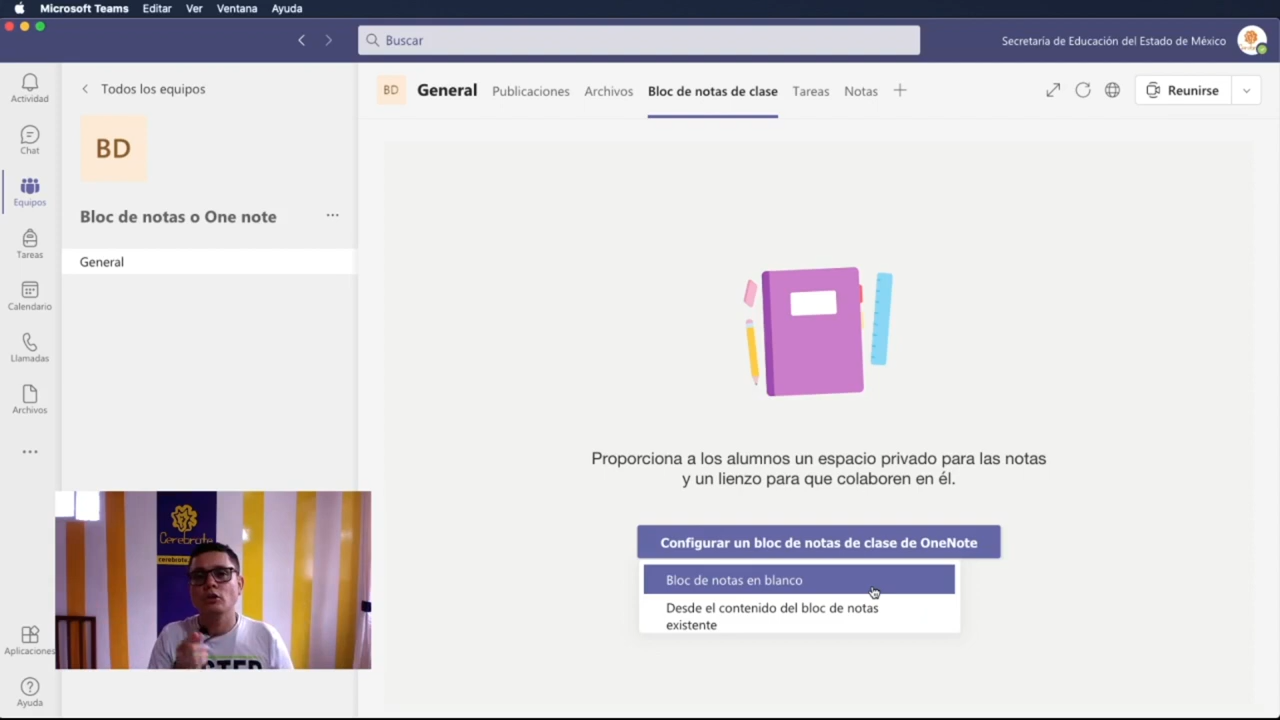 Microsoft Teams Editar Ver Ventana Ayuda
Buscar
Secretaría de Educación del Estado de México
Actividad
Chat
Equipos
Tareas
Calendario
Llamadas
Archivos
Aplicaciones
Ayuda
Todos los equipos
BD
Bloc de notas o One note
General
BD General Publicaciones Archivos Bloc de notas de clase Tareas Notas
Reunirse
Proporciona a los alumnos un espacio privado para las notas
y un lienzo para que colaboren en él.
Configurar un bloc de notas de clase de OneNote
Bloc de notas en blanco
Desde el contenido del bloc de notas
existente
Cerebrote